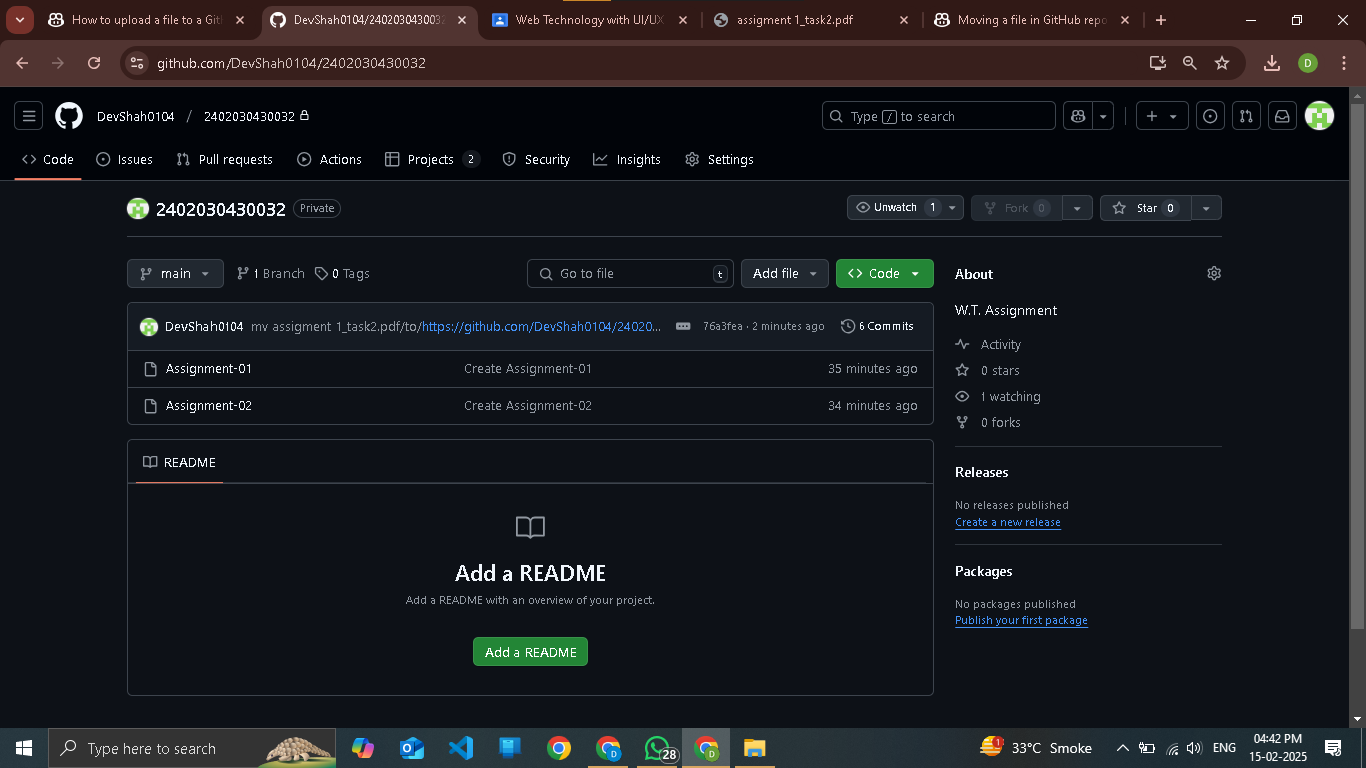 How to upload a file to a Git
DevShah0104/2402030430032
Web Technology with UI/UX
assigment 1_task2.pdf
Moving a file in GitHub repo
github.com/DevShah0104/2402030430032
D
DevShah0104 / 2402030430032
Type / to search
Code Issues Pull requests Actions Projects 2 Security Insights Settings
2402030430032 Private
Unwatch 1 Fork 0 Star 0
main 1 Branch 0 Tags
Go to file t Add file Code
DevShah0104 mv assigment 1_task2.pdf/to/https://github.com/DevShah0104/24020... 76a3fea · 2 minutes ago 6 Commits
Assignment-01 Create Assignment-01 35 minutes ago
Assignment-02 Create Assignment-02 34 minutes ago
README
Add a README
Add a README with an overview of your project.
Add a README
About
W.T. Assignment
Activity
0 stars
1 watching
0 forks
Releases
No releases published
Create a new release
Packages
No packages published
Publish your first package
Type here to search
D
28
D
1
33°C Smoke
ENG
04:42 PM
15-02-2025